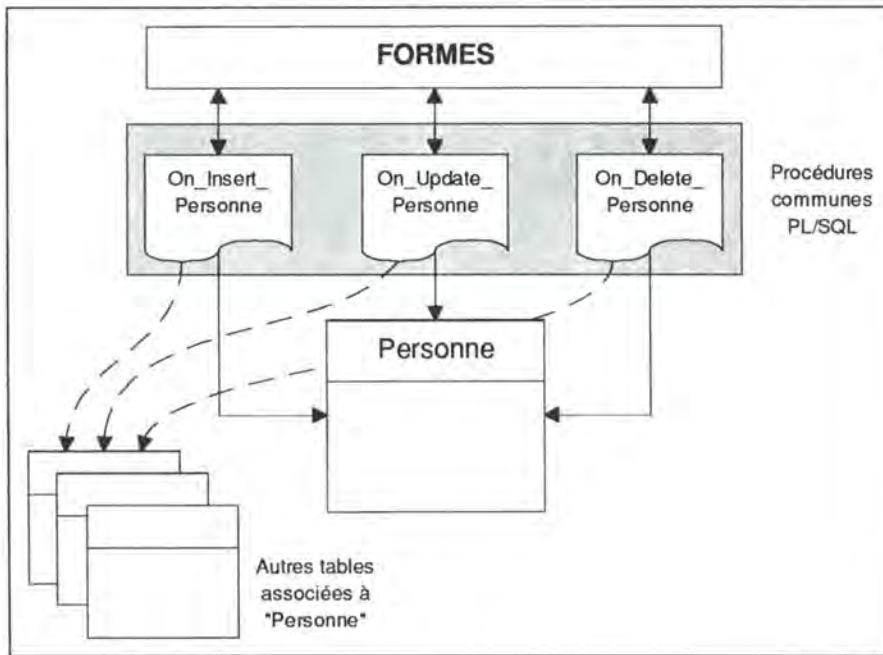 FORMES
On_Insert_
Personne
On_Update_
Personne
On_Delete_
Personne
Procédures
communes
PL/SQL
Personne
Autres tables
associées à
"Personne"